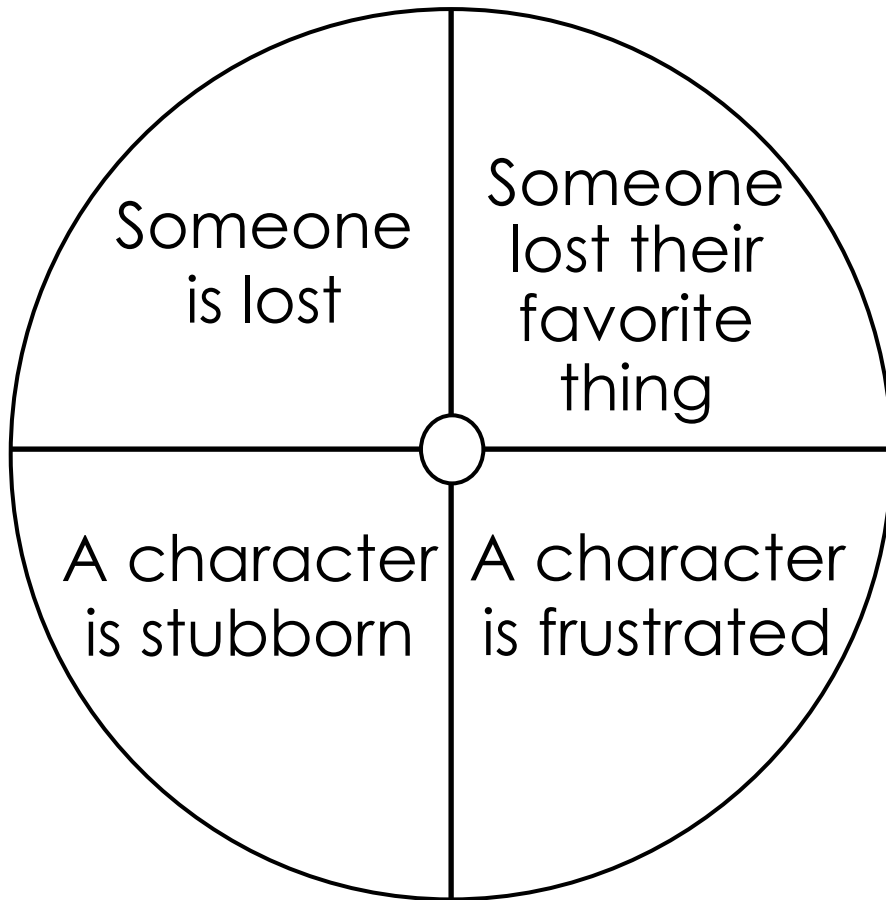 Someone
is lost
Someone
lost their
favorite
thing
A character
is stubborn
A character
is frustrated